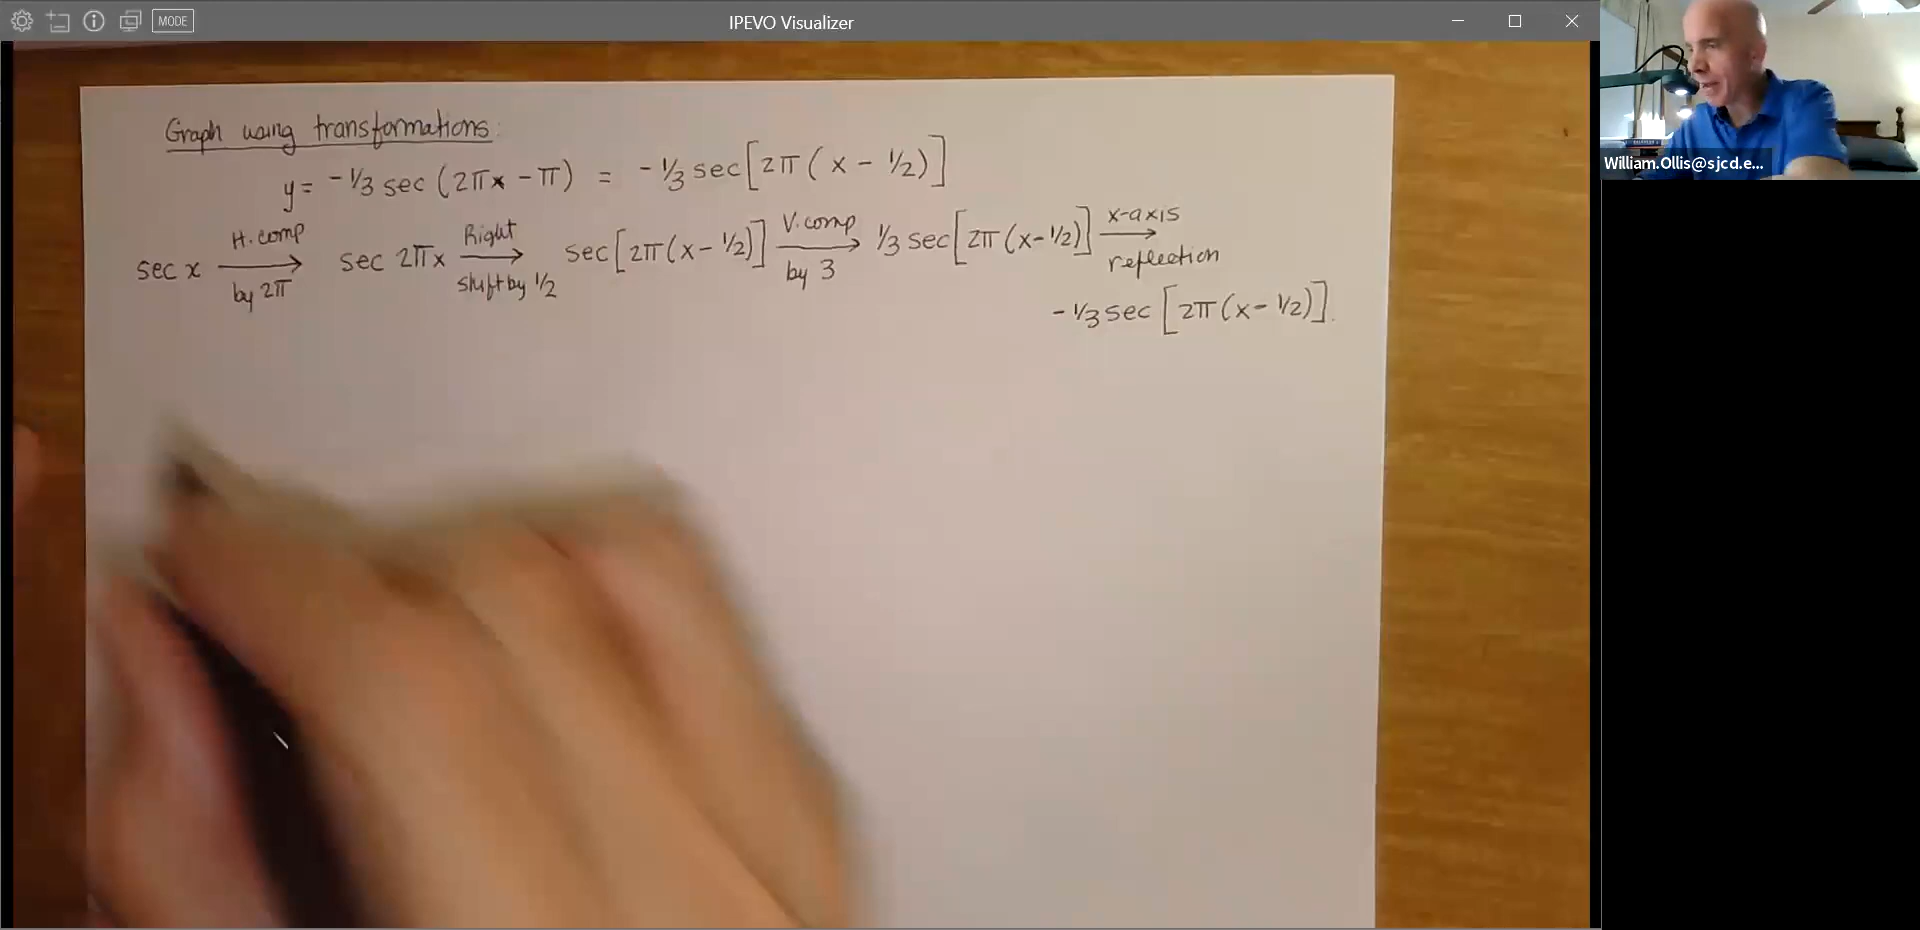 MODE
IPEVO Visualizer
Graph using transformations:
y = -1/3 sec (2πx - π) = -1/3 sec[2π(x - 1/2)]
sec x H. comp by 2π → sec 2πx Right shift by 1/2 → sec[2π(x - 1/2)] V. comp by 3 → 1/3 sec[2π(x - 1/2)] x-axis reflection →
-1/3 sec [2π(x - 1/2)].
William.Ollis@sjcd.e...